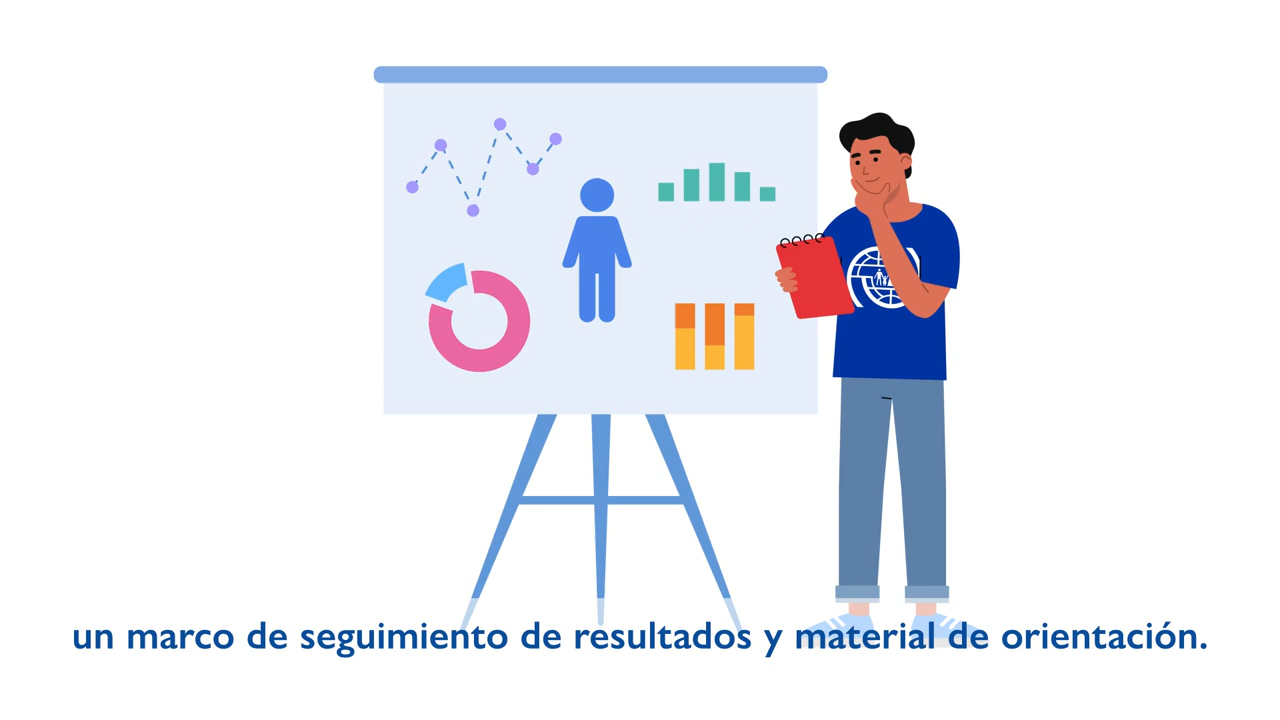 un marco de seguimiento de resultados y material de orientación.